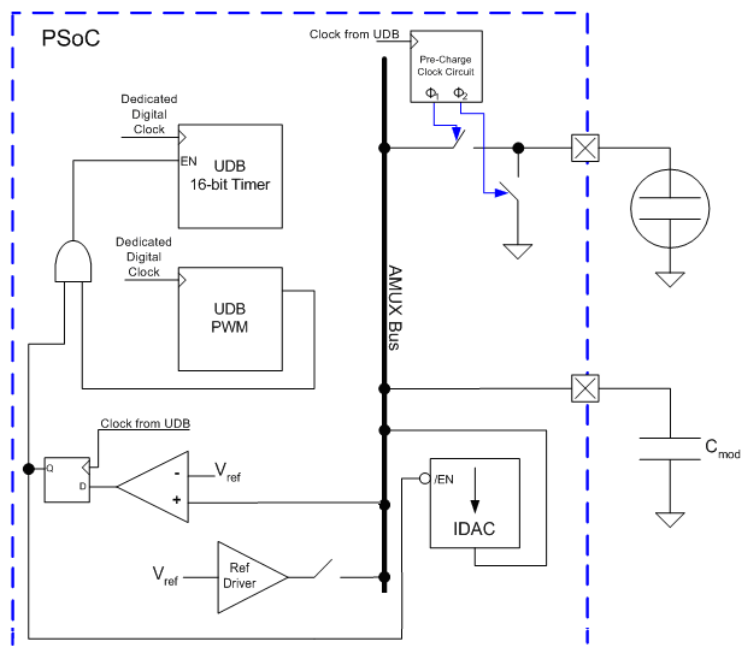 PSoC
Clock from UDB
Pre-Charge
Clock Circuit
Φ1 Φ2
Dedicated
Digital
Clock
EN
UDB
16-bit Timer
Dedicated
Digital
Clock
UDB
PWM
AMUX Bus
Clock from UDB
Q
D
-
+
Vref
/EN
IDAC
Cmod
Vref
Ref
Driver